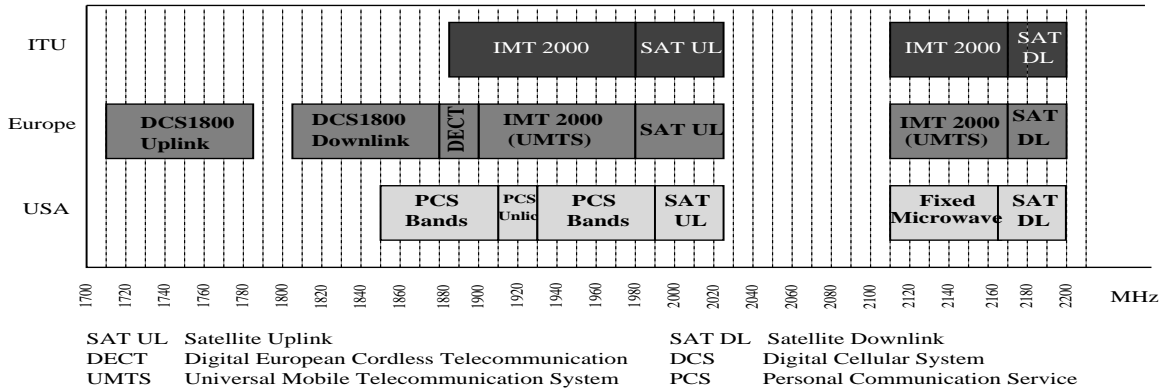 ITU
IMT 2000
SAT UL
IMT 2000
SAT
DL
Europe
DCS1800
Uplink
DCS1800
Downlink
DECT
IMT 2000
(UMTS)
SAT UL
IMT 2000
(UMTS)
SAT
DL
USA
PCS
Bands
PCS
Unlic
PCS
Bands
SAT
UL
Fixed
Microwave
SAT
DL
1700 1720 1740 1760 1780 1800 1820 1840 1860 1880 1900 1920 1940 1960 1980 2000 2020 2040 2060 2080 2100 2120 2140 2160 2180 2200 MHz
SAT UL Satellite Uplink
SAT DL Satellite Downlink
DECT Digital European Cordless Telecommunication
DCS Digital Cellular System
UMTS Universal Mobile Telecommunication System
PCS Personal Communication Service